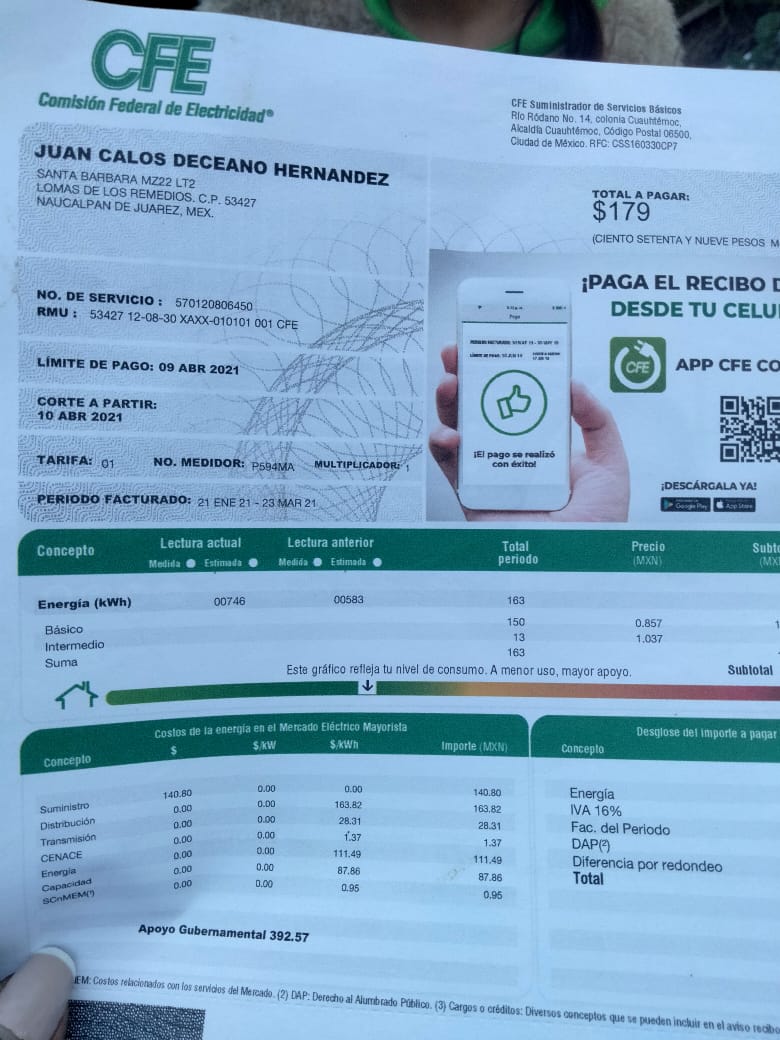 CFE
Comisión Federal de Electricidad®
CFE Suministrador de Servicios Básicos
Río Ródano No. 14, colonia Cuauhtémoc,
Alcaldía Cuauhtémoc, Código Postal 06500,
Ciudad de México. RFC: CSS160330CP7
JUAN CALOS DECEANO HERNANDEZ
SANTA BARBARA MZ22 LT2
LOMAS DE LOS REMEDIOS. C.P. 53427
NAUCALPAN DE JUAREZ, MEX.
TOTAL A PAGAR:
$179
(CIENTO SETENTA Y NUEVE PESOS M
NO. DE SERVICIO : 570120806450
RMU : 53427 12-08-30 XAXX-010101 001 CFE
LÍMITE DE PAGO: 09 ABR 2021
CORTE A PARTIR:
10 ABR 2021
TARIFA: 01 NO. MEDIDOR: P594MA MULTIPLICADOR: 1
PERIODO FACTURADO: 21 ENE 21 - 23 MAR 21
¡PAGA EL RECIBO D
DESDE TU CELU
CFE
APP CFE CO
Pago
¡El pago se realizó
con éxito!
¡DESCÁRGALA YA!
Google Play App Store
Concepto Lectura actual Lectura anterior Total periodo Precio (MXN) Subto (MX
Medida Estimada Medida Estimada
Energía (kWh) 00746 00583 163
Básico 150 0.857 1
Intermedio 13 1.037
Suma 163
Este gráfico refleja tu nivel de consumo. A menor uso, mayor apoyo. Subtotal
Costos de la energía en el Mercado Eléctrico Mayorista
Concepto $ $/kW $/kWh Importe (MXN)
Suministro 140.80 0.00 0.00 140.80
Distribución 0.00 0.00 163.82 163.82
Transmisión 0.00 0.00 28.31 28.31
CENACE 0.00 0.00 1.37 1.37
Energía 0.00 0.00 111.49 111.49
Capacidad 0.00 0.00 87.86 87.86
SCnMEM(¹) 0.00 0.00 0.95 0.95
Apoyo Gubernamental 392.57
Desglose del importe a pagar
Concepto
Energía
IVA 16%
Fac. del Periodo
DAP(²)
Diferencia por redondeo
Total
IEM: Costos relacionados con los servicios del Mercado. (2) DAP: Derecho al Alumbrado Público. (3) Cargos o créditos: Diversos conceptos que se pueden incluir en el aviso recibo